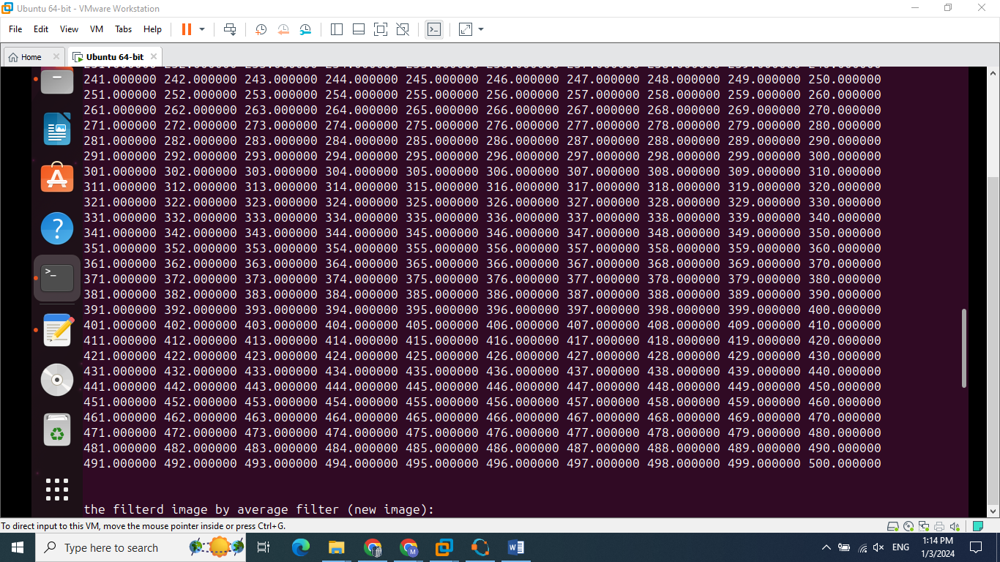 Ubuntu 64-bit - VMware Workstation
File Edit View VM Tabs Help
Home Ubuntu 64-bit
241.000000 242.000000 243.000000 244.000000 245.000000 246.000000 247.000000 248.000000 249.000000 250.000000
251.000000 252.000000 253.000000 254.000000 255.000000 256.000000 257.000000 258.000000 259.000000 260.000000
261.000000 262.000000 263.000000 264.000000 265.000000 266.000000 267.000000 268.000000 269.000000 270.000000
271.000000 272.000000 273.000000 274.000000 275.000000 276.000000 277.000000 278.000000 279.000000 280.000000
281.000000 282.000000 283.000000 284.000000 285.000000 286.000000 287.000000 288.000000 289.000000 290.000000
291.000000 292.000000 293.000000 294.000000 295.000000 296.000000 297.000000 298.000000 299.000000 300.000000
301.000000 302.000000 303.000000 304.000000 305.000000 306.000000 307.000000 308.000000 309.000000 310.000000
311.000000 312.000000 313.000000 314.000000 315.000000 316.000000 317.000000 318.000000 319.000000 320.000000
321.000000 322.000000 323.000000 324.000000 325.000000 326.000000 327.000000 328.000000 329.000000 330.000000
331.000000 332.000000 333.000000 334.000000 335.000000 336.000000 337.000000 338.000000 339.000000 340.000000
341.000000 342.000000 343.000000 344.000000 345.000000 346.000000 347.000000 348.000000 349.000000 350.000000
351.000000 352.000000 353.000000 354.000000 355.000000 356.000000 357.000000 358.000000 359.000000 360.000000
361.000000 362.000000 363.000000 364.000000 365.000000 366.000000 367.000000 368.000000 369.000000 370.000000
371.000000 372.000000 373.000000 374.000000 375.000000 376.000000 377.000000 378.000000 379.000000 380.000000
381.000000 382.000000 383.000000 384.000000 385.000000 386.000000 387.000000 388.000000 389.000000 390.000000
391.000000 392.000000 393.000000 394.000000 395.000000 396.000000 397.000000 398.000000 399.000000 400.000000
401.000000 402.000000 403.000000 404.000000 405.000000 406.000000 407.000000 408.000000 409.000000 410.000000
411.000000 412.000000 413.000000 414.000000 415.000000 416.000000 417.000000 418.000000 419.000000 420.000000
421.000000 422.000000 423.000000 424.000000 425.000000 426.000000 427.000000 428.000000 429.000000 430.000000
431.000000 432.000000 433.000000 434.000000 435.000000 436.000000 437.000000 438.000000 439.000000 440.000000
441.000000 442.000000 443.000000 444.000000 445.000000 446.000000 447.000000 448.000000 449.000000 450.000000
451.000000 452.000000 453.000000 454.000000 455.000000 456.000000 457.000000 458.000000 459.000000 460.000000
461.000000 462.000000 463.000000 464.000000 465.000000 466.000000 467.000000 468.000000 469.000000 470.000000
471.000000 472.000000 473.000000 474.000000 475.000000 476.000000 477.000000 478.000000 479.000000 480.000000
481.000000 482.000000 483.000000 484.000000 485.000000 486.000000 487.000000 488.000000 489.000000 490.000000
491.000000 492.000000 493.000000 494.000000 495.000000 496.000000 497.000000 498.000000 499.000000 500.000000
the filterd image by average filter (new image):
To direct input to this VM, move the mouse pointer inside or press Ctrl+G.
Type here to search
ENG
1:14 PM
1/3/2024